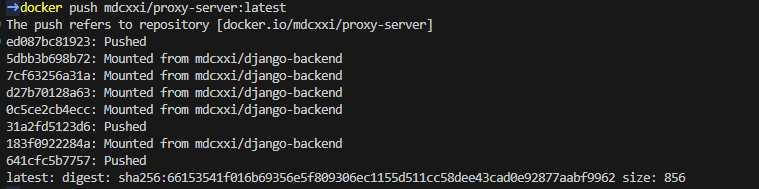 →docker push mdcxxi/proxy-server:latest
The push refers to repository [docker.io/mdcxxi/proxy-server]
ed087bc81923: Pushed
5dbb3b698b72: Mounted from mdcxxi/django-backend
7cf63256a31a: Mounted from mdcxxi/django-backend
d27b70128a63: Mounted from mdcxxi/django-backend
0c5ce2cb4ecc: Mounted from mdcxxi/django-backend
31a2fd5123d6: Pushed
183f0922284a: Mounted from mdcxxi/django-backend
641cfc5b7757: Pushed
latest: digest: sha256:66153541f016b69356e5f809306ec1155d511cc58dee43cad0e92877aabf9962 size: 856